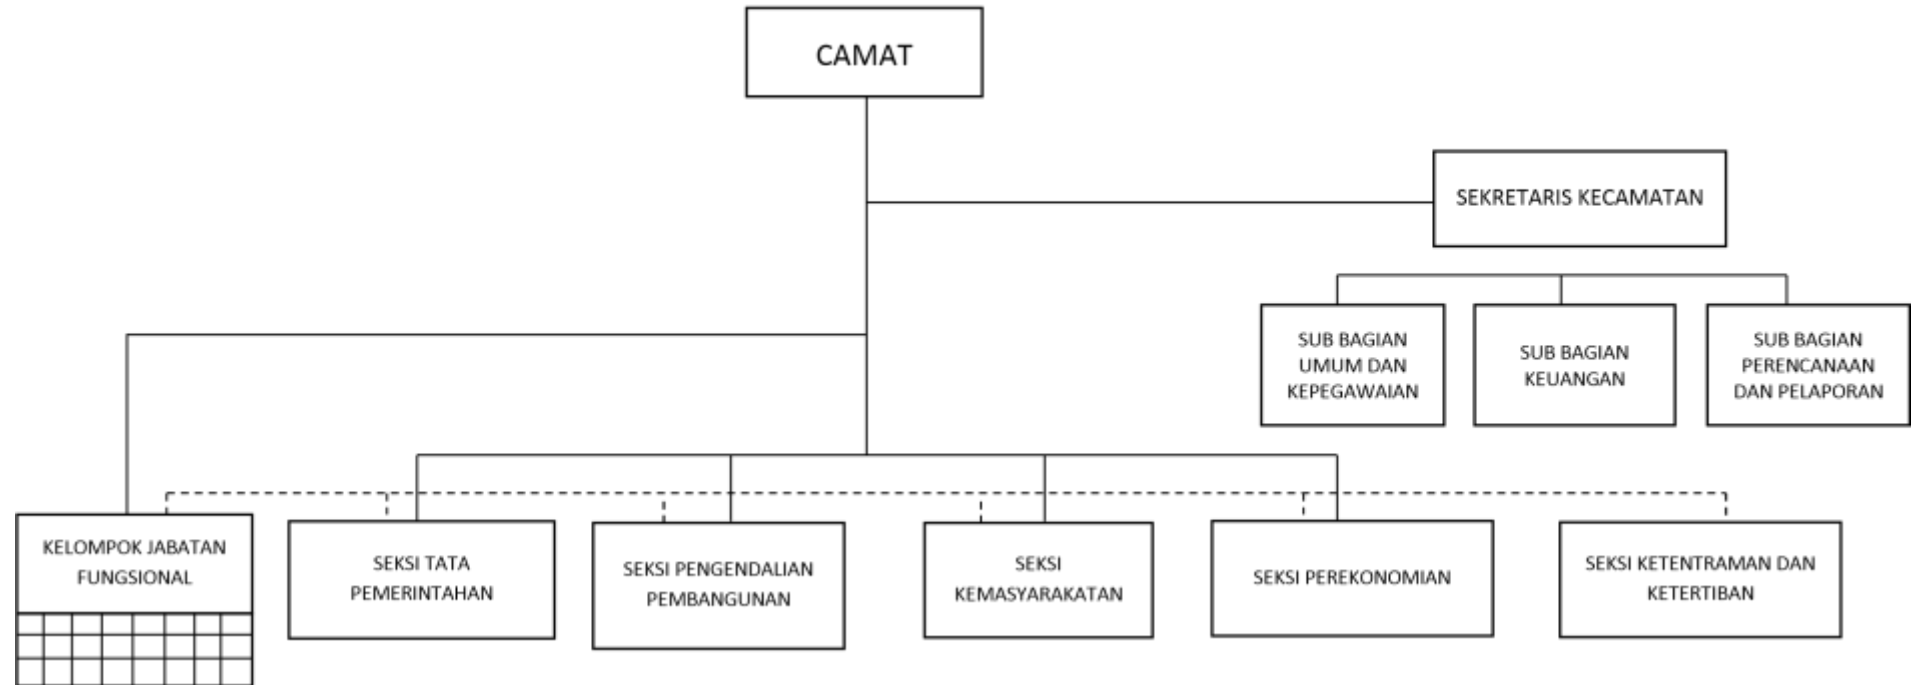 CAMAT
SEKRETARIS KECAMATAN
SUB BAGIAN
UMUM DAN
KEPEGAWAIAN
SUB BAGIAN
KEUANGAN
SUB BAGIAN
PERENCANAAN
DAN PELAPORAN
KELOMPOK JABATAN
FUNGSIONAL
SEKSI TATA
PEMERINTAHAN
SEKSI PENGENDALIAN
PEMBANGUNAN
SEKSI
KEMASYARAKATAN
SEKSI PEREKONOMIAN
SEKSI KETENTRAMAN DAN
KETERTIBAN